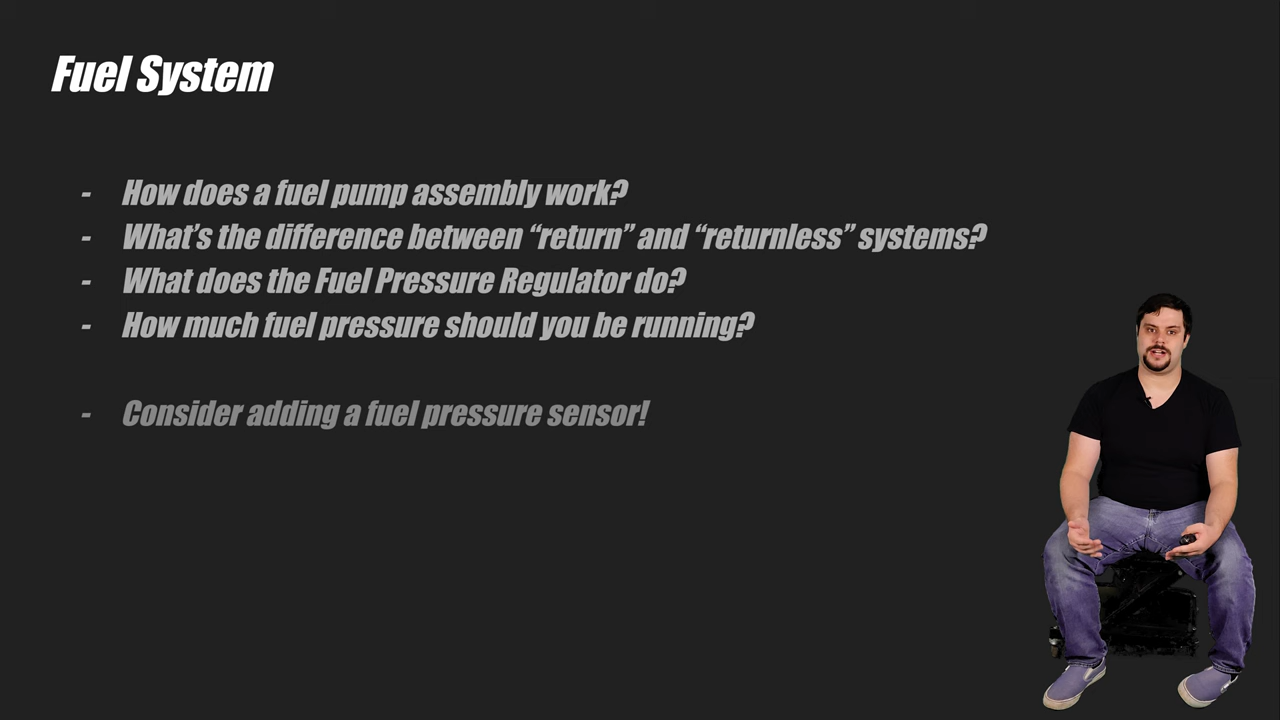 Fuel System
- How does a fuel pump assembly work?
- What's the difference between “return” and “returnless” systems?
- What does the Fuel Pressure Regulator do?
- How much fuel pressure should you be running?
- Consider adding a fuel pressure sensor!